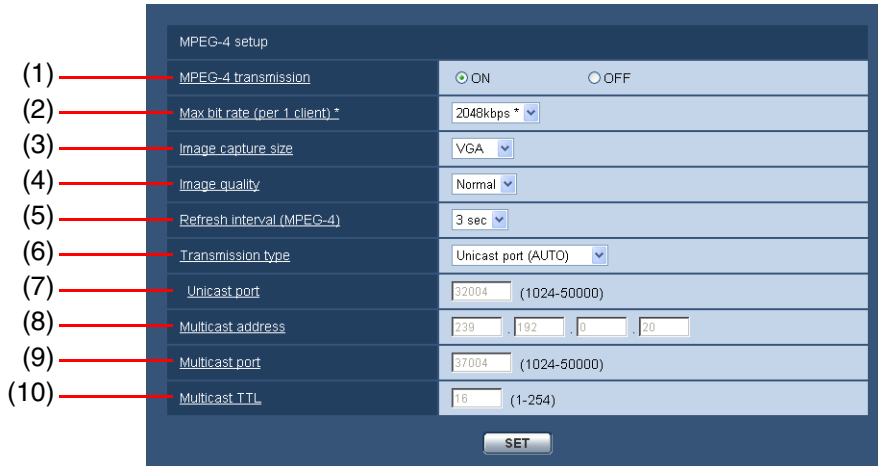 MPEG-4 setup
(1) MPEG-4 transmission ON OFF
(2) Max bit rate (per 1 client) * 2048kbps *
(3) Image capture size VGA
(4) Image quality Normal
(5) Refresh interval (MPEG-4) 3 sec
(6) Transmission type Unicast port (AUTO)
(7) Unicast port 32004 (1024-50000)
(8) Multicast address 239 . 192 . 0 . 20
(9) Multicast port 37004 (1024-50000)
(10) Multicast TTL 16 (1-254)
SET